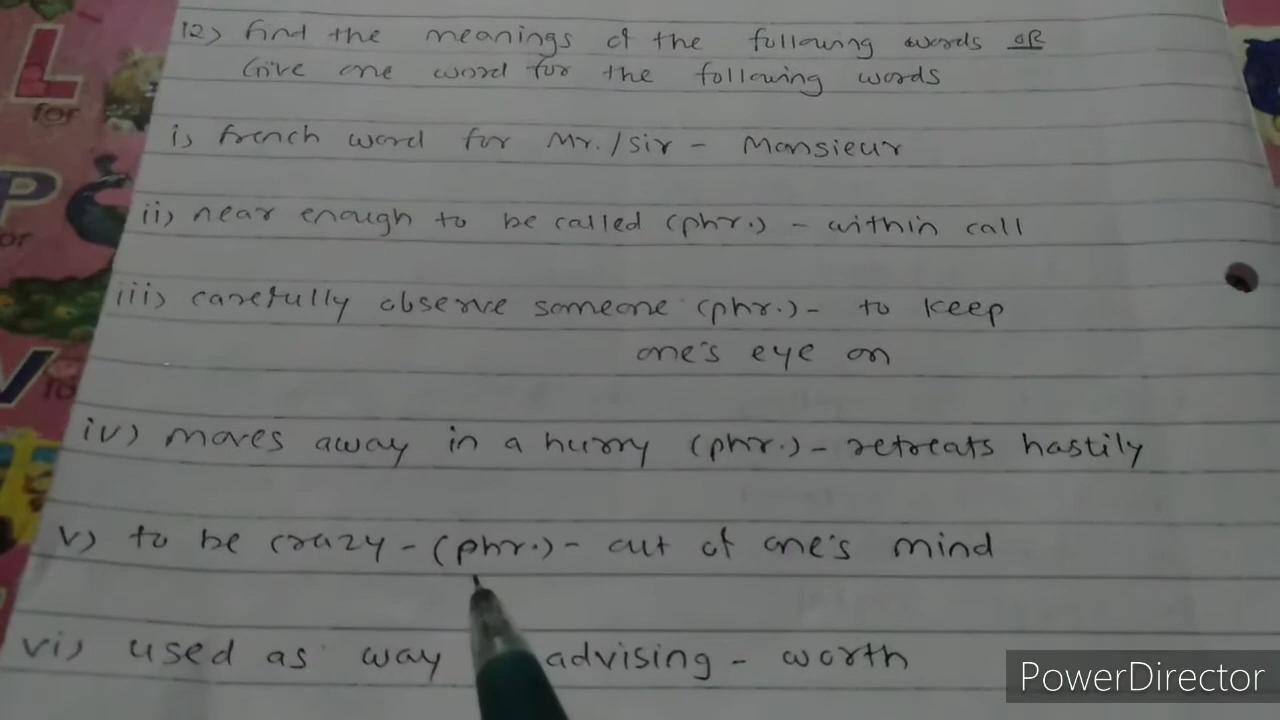 12) find the meanings of the following words OR
Give one word for the following words
i) french word for Mr./sir - Monsieur
ii) near enough to be called (phr.) - within call
iii) carefully observe someone (phr.) - to keep
one's eye on
iv) moves away in a hurry (phr.) - retreats hastily
v) to be crazy - (phr.) - out of one's mind
vi) used as way advising - worth
L
for
P
or
V
fo
PowerDirector